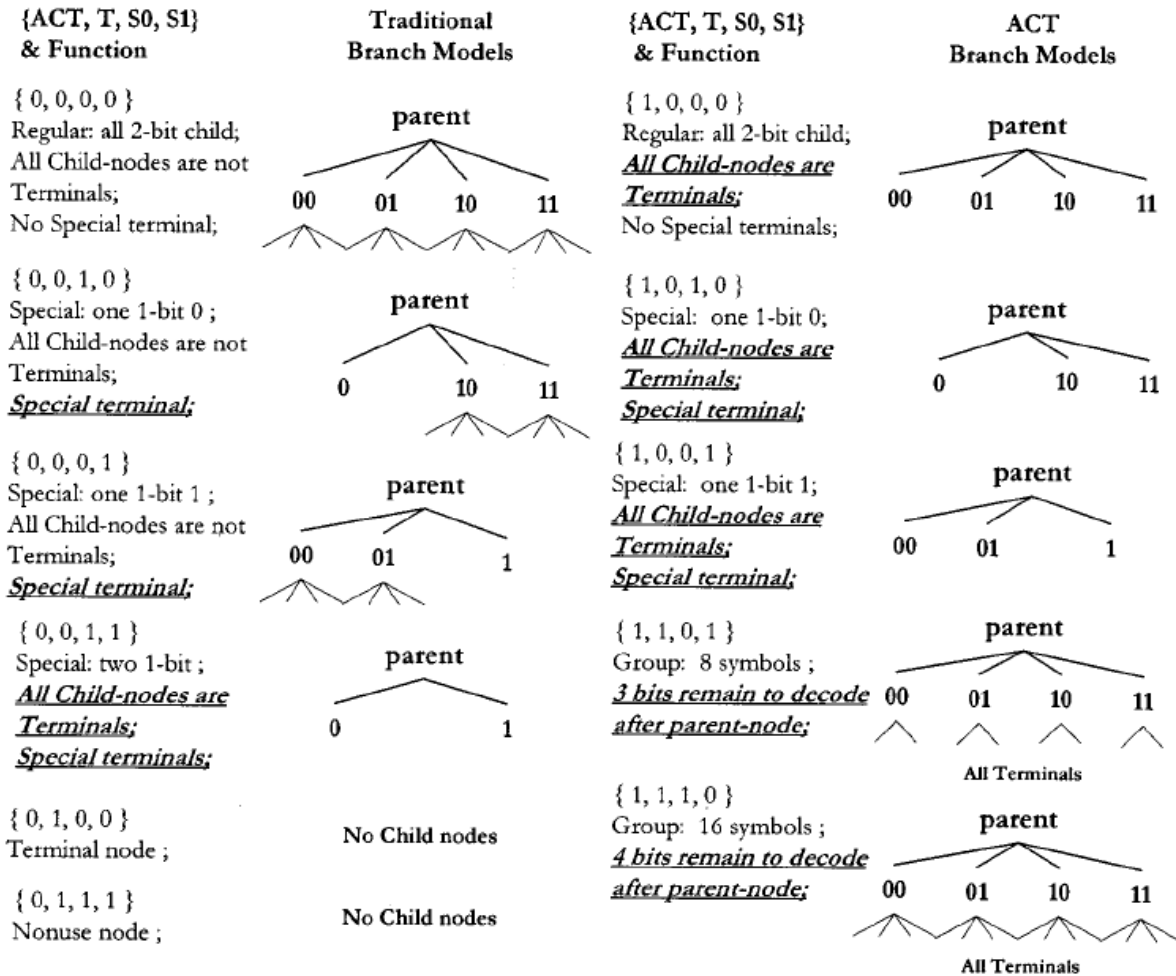 {ACT, T, S0, S1}
& Function
Traditional
Branch Models
{ 0, 0, 0, 0 }
Regular: all 2-bit child;
All Child-nodes are not
Terminals;
No Special terminal;
parent
00 01 10 11
{ 0, 0, 1, 0 }
Special: one 1-bit 0 ;
All Child-nodes are not
Terminals;
Special terminal;
parent
0 10 11
{ 0, 0, 0, 1 }
Special: one 1-bit 1 ;
All Child-nodes are not
Terminals;
Special terminal;
parent
00 01 1
{ 0, 0, 1, 1 }
Special: two 1-bit ;
All Child-nodes are
Terminals;
Special terminals;
parent
0 1
{ 0, 1, 0, 0 }
Terminal node ;
No Child nodes
{ 0, 1, 1, 1 }
Nonuse node ;
No Child nodes
{ACT, T, S0, S1}
& Function
ACT
Branch Models
{ 1, 0, 0, 0 }
Regular: all 2-bit child;
All Child-nodes are
Terminals;
No Special terminals;
parent
00 01 10 11
{ 1, 0, 1, 0 }
Special: one 1-bit 0;
All Child-nodes are
Terminals;
Special terminal;
parent
0 10 11
{ 1, 0, 0, 1 }
Special: one 1-bit 1;
All Child-nodes are
Terminals;
Special terminal;
parent
00 01 1
{ 1, 1, 0, 1 }
Group: 8 symbols ;
3 bits remain to decode
after parent-node;
parent
00 01 10 11
All Terminals
{ 1, 1, 1, 0 }
Group: 16 symbols ;
4 bits remain to decode
after parent-node;
parent
00 01 10 11
All Terminals